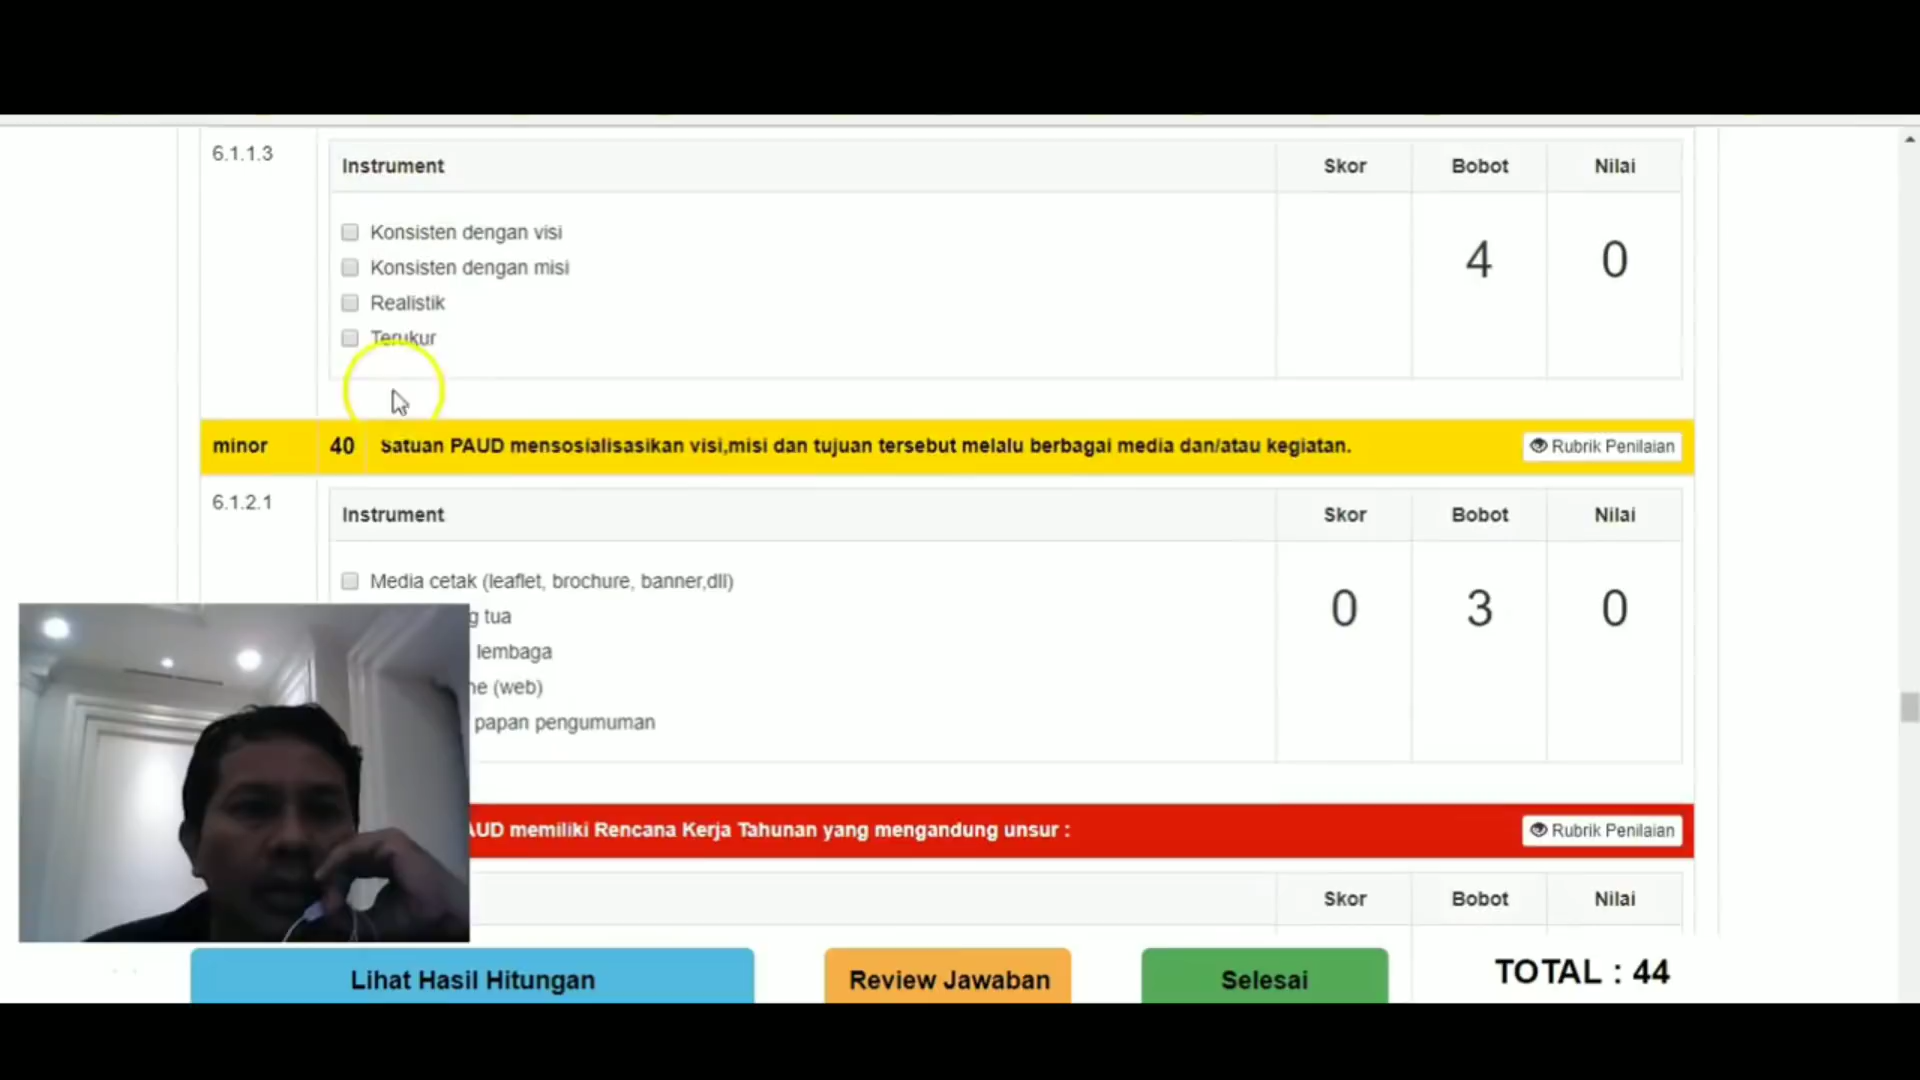 6.1.1.3
Instrument Skor Bobot Nilai
Konsisten dengan visi
Konsisten dengan misi
Realistik
Terukur
4 0
minor 40 Satuan PAUD mensosialisasikan visi,misi dan tujuan tersebut melalu berbagai media dan/atau kegiatan. Rubrik Penilaian
6.1.2.1
Instrument Skor Bobot Nilai
Media cetak (leaflet, brochure, banner,dll)
0 3 0
tua
lembaga
(web)
papan pengumuman
memiliki Rencana Kerja Tahunan yang mengandung unsur : Rubrik Penilaian
Skor Bobot Nilai
Lihat Hasil Hitungan Review Jawaban Selesai TOTAL : 44